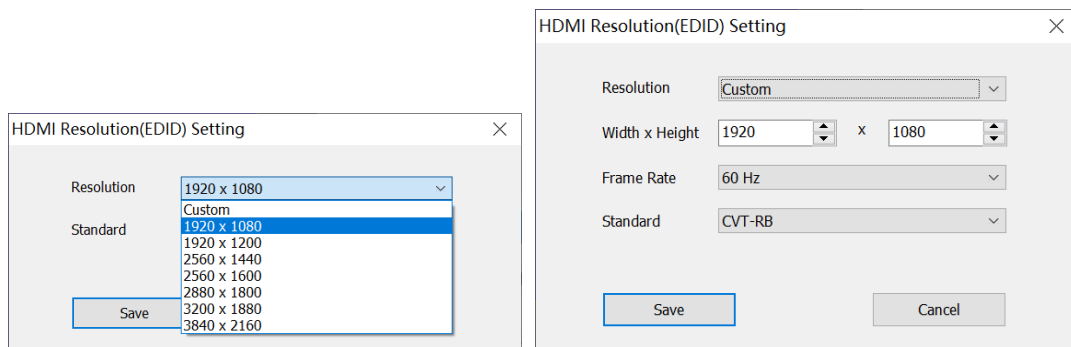 HDMI Resolution(EDID) Setting
Resolution
1920 x 1080
Custom
1920 x 1080
1920 x 1200
2560 x 1440
2560 x 1600
2880 x 1800
3200 x 1880
3840 x 2160
Standard
Save
HDMI Resolution(EDID) Setting
Resolution Custom
Width x Height 1920 x 1080
Frame Rate 60 Hz
Standard CVT-RB
Save Cancel